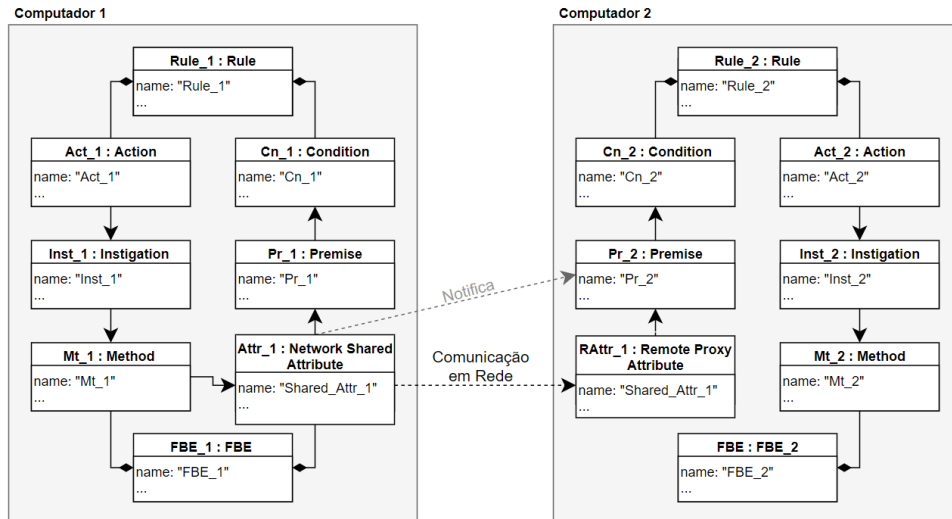 Computador 1
Rule_1 : Rule
name: "Rule_1"
...
Act_1 : Action
name: "Act_1"
...
Cn_1 : Condition
name: "Cn_1"
...
Inst_1 : Instigation
name: "Inst_1"
...
Pr_1 : Premise
name: "Pr_1"
...
Mt_1 : Method
name: "Mt_1"
...
Attr_1 : Network Shared
Attribute
name: "Shared_Attr_1"
...
FBE_1 : FBE
name: "FBE_1"
...
Notifica
Comunicação
em Rede
Computador 2
Rule_2 : Rule
name: "Rule_2"
...
Cn_2 : Condition
name: "Cn_2"
...
Act_2 : Action
name: "Act_2"
...
Pr_2 : Premise
name: "Pr_2"
...
Inst_2 : Instigation
name: "Inst_2"
...
RAttr_1 : Remote Proxy
Attribute
name: "Shared_Attr_1"
...
Mt_2 : Method
name: "Mt_2"
...
FBE : FBE_2
name: "FBE_2"
...